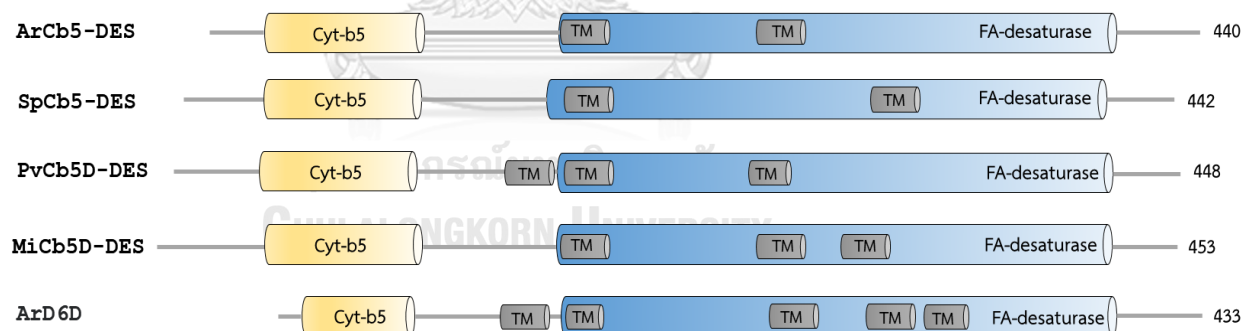 ArCb5-DES Cyt-b5 TM TM FA-desaturase 440
SpCb5-DES Cyt-b5 TM TM FA-desaturase 442
PvCb5D-DES Cyt-b5 TM TM TM FA-desaturase 448
MiCb5D-DES Cyt-b5 TM TM TM FA-desaturase 453
ArD6D Cyt-b5 TM TM TM TM TM FA-desaturase 433